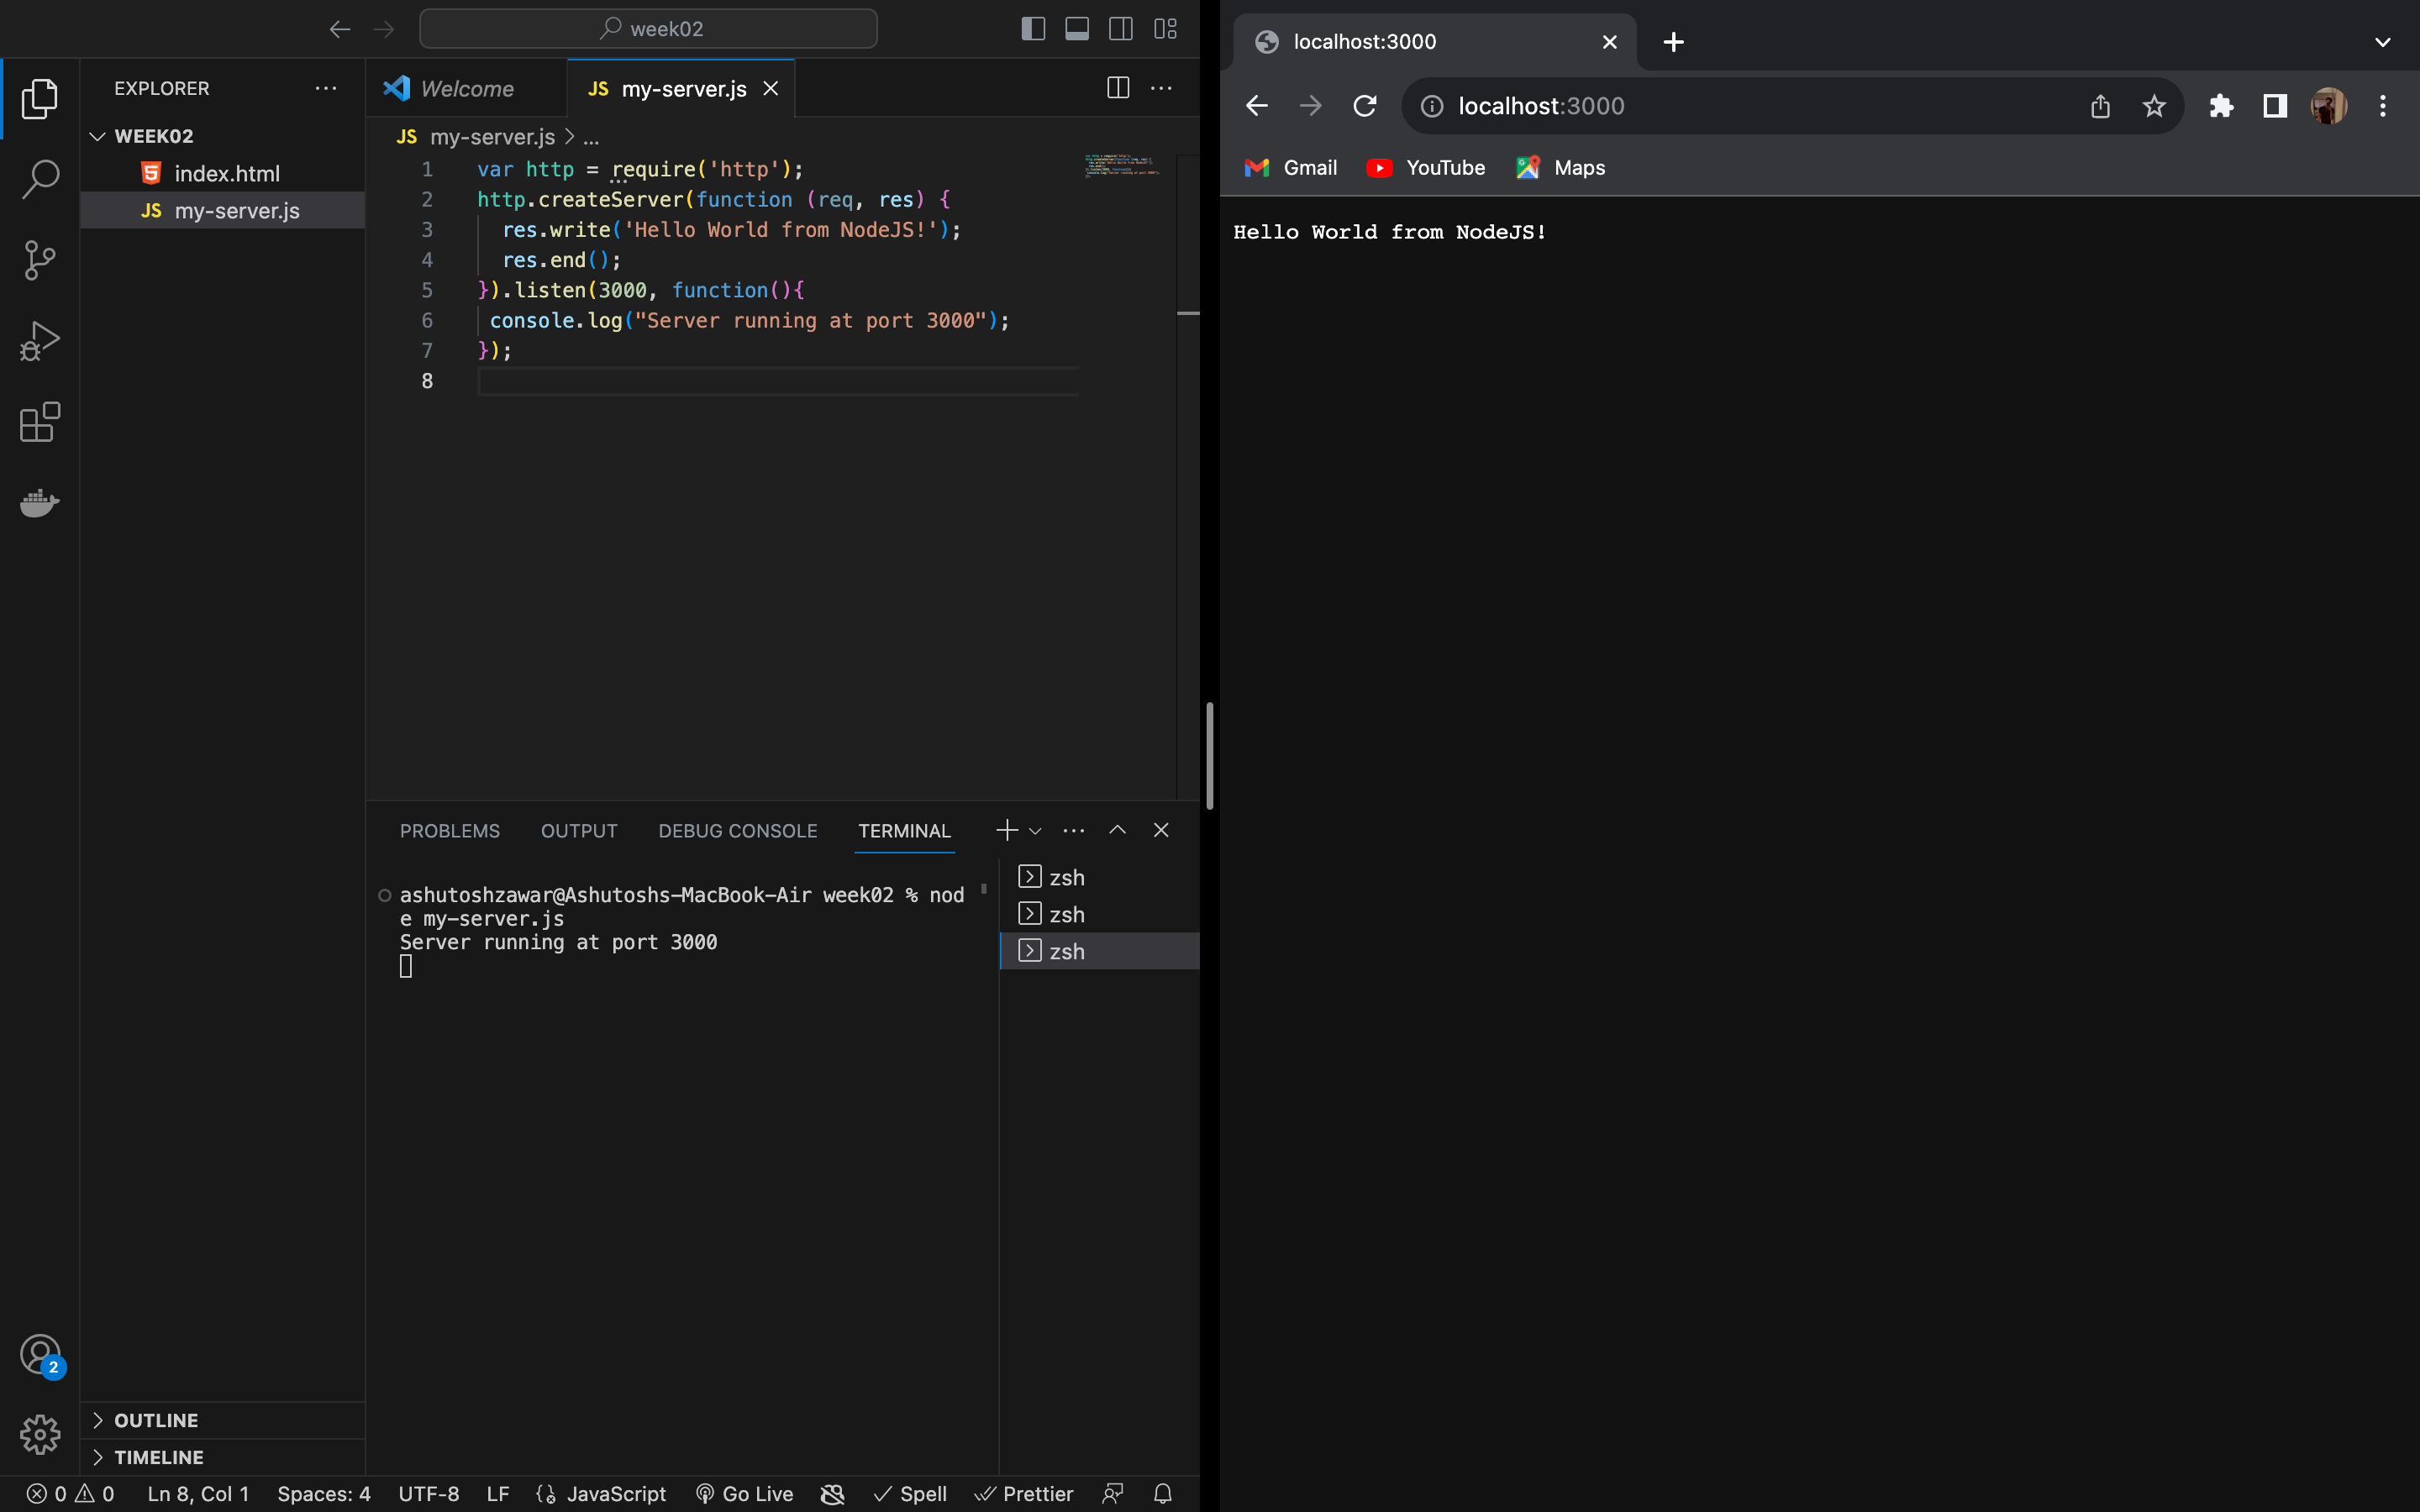 week02
EXPLORER
WEEK02
index.html
JS my-server.js
OUTLINE
TIMELINE
2
Welcome
JS my-server.js
JS my-server.js > ...
1 var http = require('http');
2 http.createServer(function (req, res) {
3 res.write('Hello World from NodeJS!');
4 res.end();
5 }).listen(3000, function(){
6 console.log("Server running at port 3000");
7 });
8
PROBLEMS OUTPUT DEBUG CONSOLE TERMINAL
ashutoshzawar@Ashutoshs-MacBook-Air week02 % nod
e my-server.js
Server running at port 3000
zsh
zsh
zsh
0 0 Ln 8, Col 1 Spaces: 4 UTF-8 LF JavaScript Go Live Spell Prettier
localhost:3000
localhost:3000
Gmail YouTube Maps
Hello World from NodeJS!